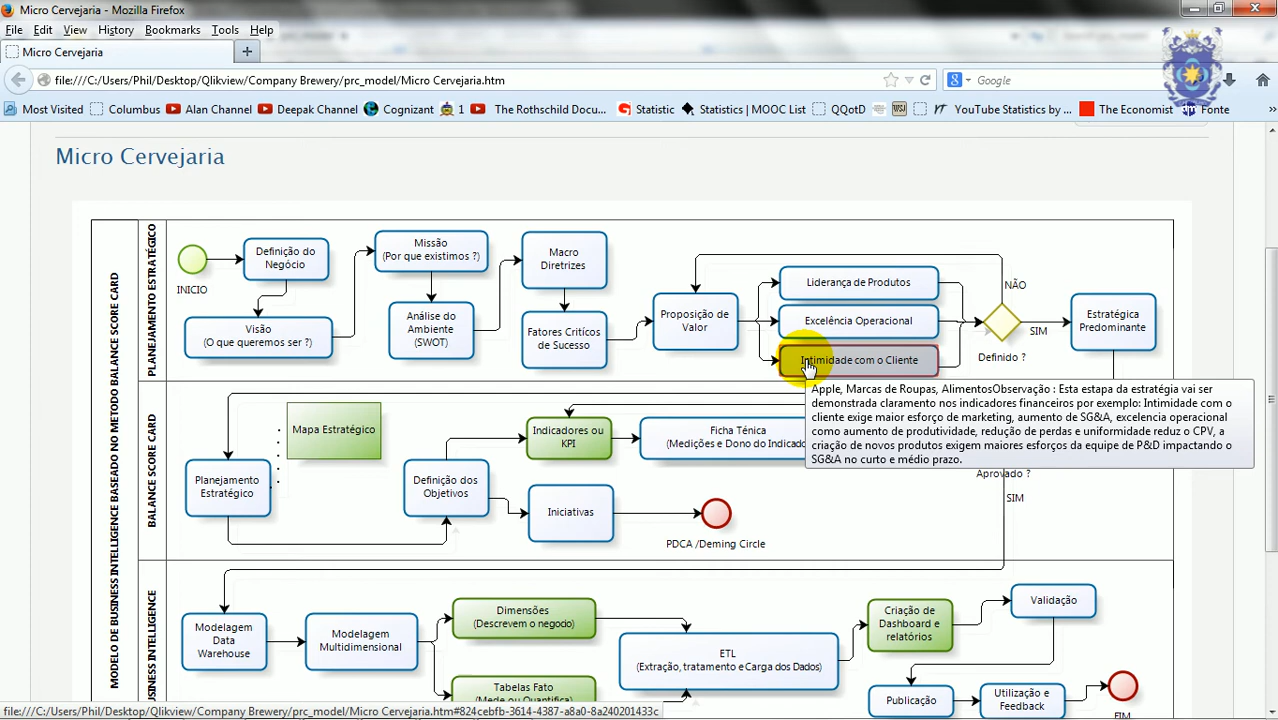 Micro Cervejaria - Mozilla Firefox
File Edit View History Bookmarks Tools Help
Micro Cervejaria
file:///C:/Users/Phil/Desktop/Qlikview/Company Brewery/prc_model/Micro Cervejaria.htm
Google
Most Visited Columbus Alan Channel Deepak Channel Cognizant 1 The Rothschild Docu... Statistic Statistics | MOOC List QQotD WSJ YouTube Statistics by ... The Economist Fonte
Micro Cervejaria
MODELO DE BUSINESS INTELLIGENCE BASEADO NO METODO BALANCE SCORE CARD
PLANEJAMENTO ESTRATÉGICO
INICIO
Definição do
Negócio
Visão
(O que queremos ser ?)
Missão
(Por que existimos ?)
Análise do
Ambiente
(SWOT)
Macro
Diretrizes
Fatores Critícos
de Sucesso
Proposição de
Valor
Liderança de Produtos
Excelência Operacional
Intimidade com o Cliente
NÃO
SIM
Definido ?
Estratégica
Predominante
Apple, Marcas de Roupas, AlimentosObservação : Esta estapa da estratégia vai ser
demonstrada claramento nos indicadores financeiros por exemplo: Intimidade com o
cliente exige maior esforço de marketing, aumento de SG&A, excelencia operacional
como aumento de produtividade, redução de perdas e uniformidade reduz o CPV, a
criação de novos produtos exigem maiores esforços da equipe de P&D impactando o
SG&A no curto e médio prazo.
BALANCE SCORE CARD
Planejamento
Estratégico
Mapa Estratégico
Definição dos
Objetivos
Indicadores ou
KPI
Ficha Ténica
(Medições e Dono do Indicado
Iniciativas
PDCA /Deming Circle
Aprovado ?
SIM
BUSINESS INTELLIGENCE
Modelagem
Data
Warehouse
Modelagem
Multidimensional
Dimensões
(Descrevem o negocio)
Tabelas Fato
(Mede ou Quantifica)
ETL
(Extração, tratamento e Carga dos Dados)
Criação de
Dashboard e
relatórios
Validação
Publicação
Utilização e
Feedback
FIM
file:///C:/Users/Phil/Desktop/Qlikview/Company Brewery/prc_model/Micro Cervejaria.htm#824cebfb-3614-4387-a8a0-8a240201433c